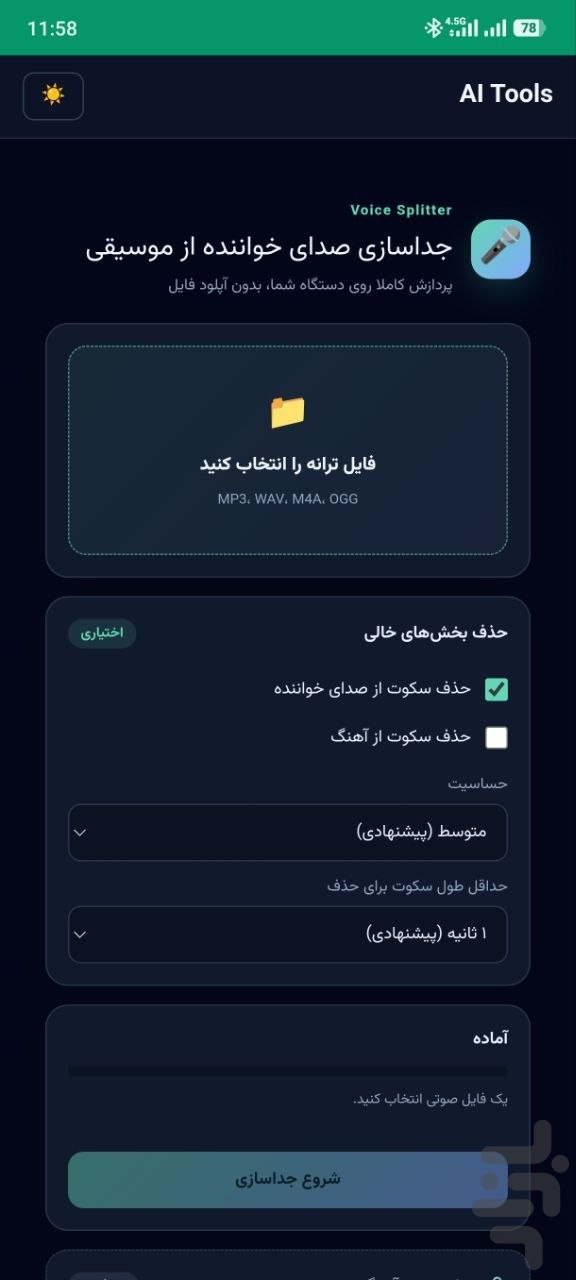 11:58
4.5G
78
AI Tools
Voice Splitter
جداسازی صدای خواننده از موسیقی
پردازش کاملا روی دستگاه شما، بدون آپلود فایل
فایل ترانه را انتخاب کنید
MP3، WAV، M4A، OGG
حذف بخش‌های خالی
اختیاری
حذف سکوت از صدای خواننده
حذف سکوت از آهنگ
حساسیت
متوسط (پیشنهادی)
حداقل طول سکوت برای حذف
۱ ثانیه (پیشنهادی)
آماده
یک فایل صوتی انتخاب کنید.
شروع جداسازی
بازار